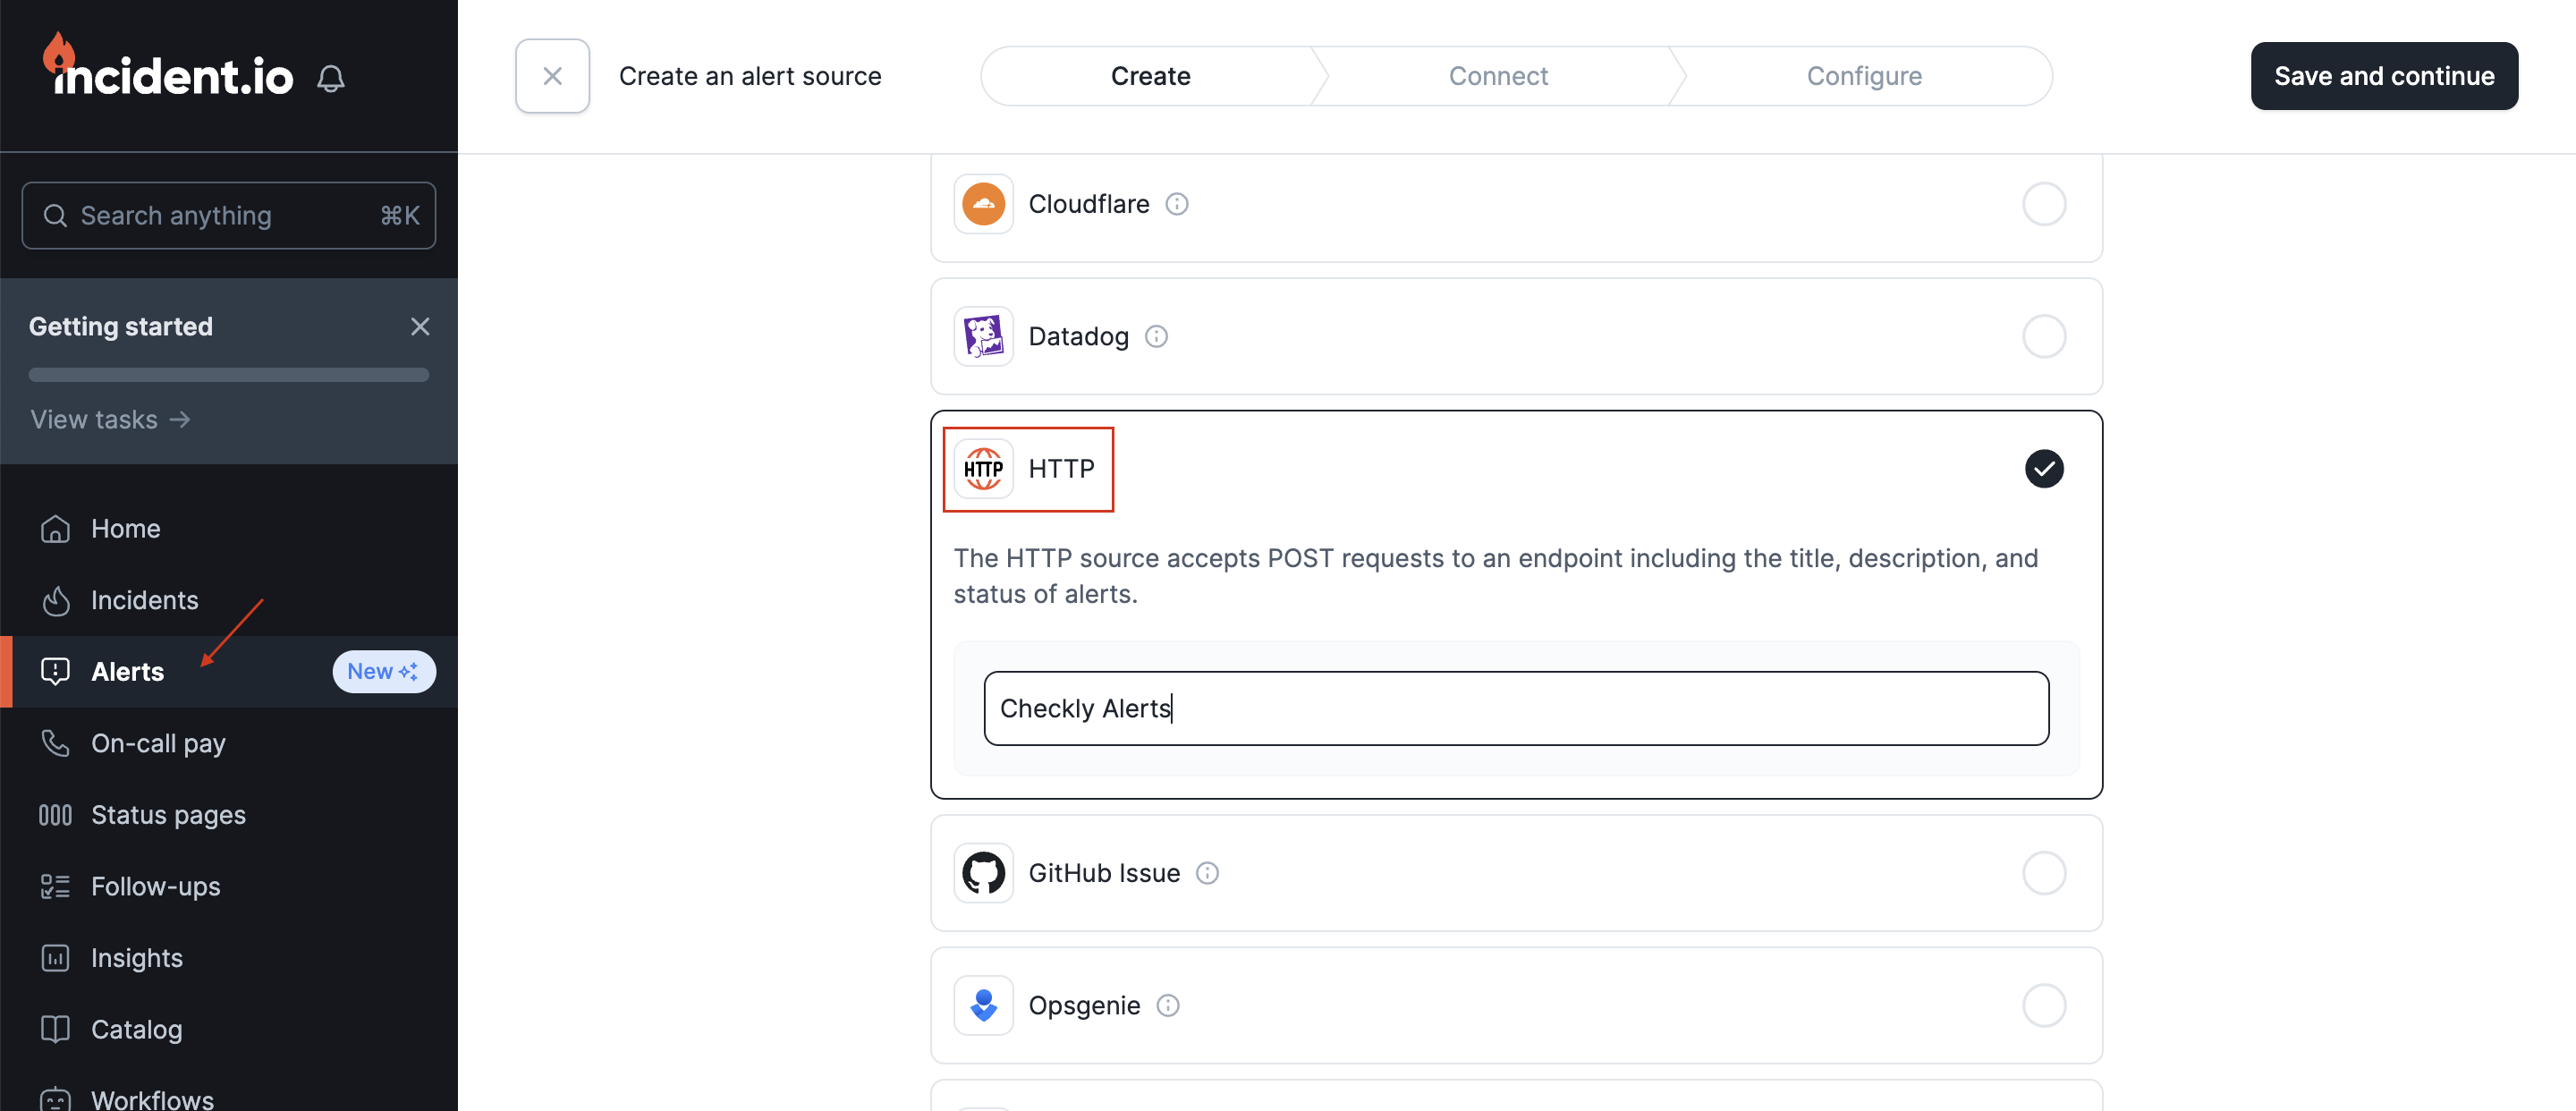 incident.io
Search anything ⌘K
Getting started
View tasks →
Home
Incidents
Alerts New
On-call pay
Status pages
Follow-ups
Insights
Catalog
Workflows
Create an alert source
Create
Connect
Configure
Save and continue
Cloudflare
Datadog
HTTP HTTP
The HTTP source accepts POST requests to an endpoint including the title, description, and
status of alerts.
Checkly Alerts
GitHub Issue
Opsgenie